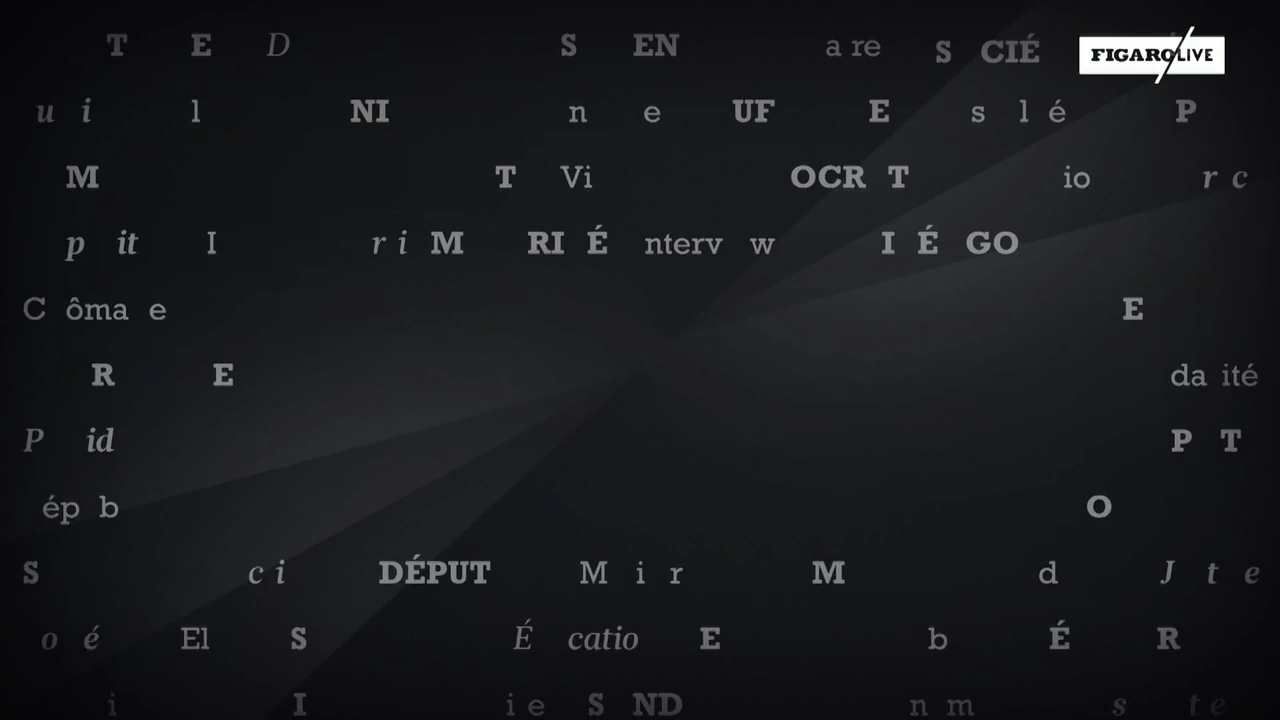 T E D S EN a re S CIÉ FIGARO LIVE
u i l NI n e UF E s l é P
M T Vi OCR T io r c
p it I r i M RI É nterv w I É GO
C ôma e E
R E da ité
P id P T
ép b O
S c i DÉPUT M i r M d J t e
o é El S É catio E b É R
i I i e S ND n m s t e